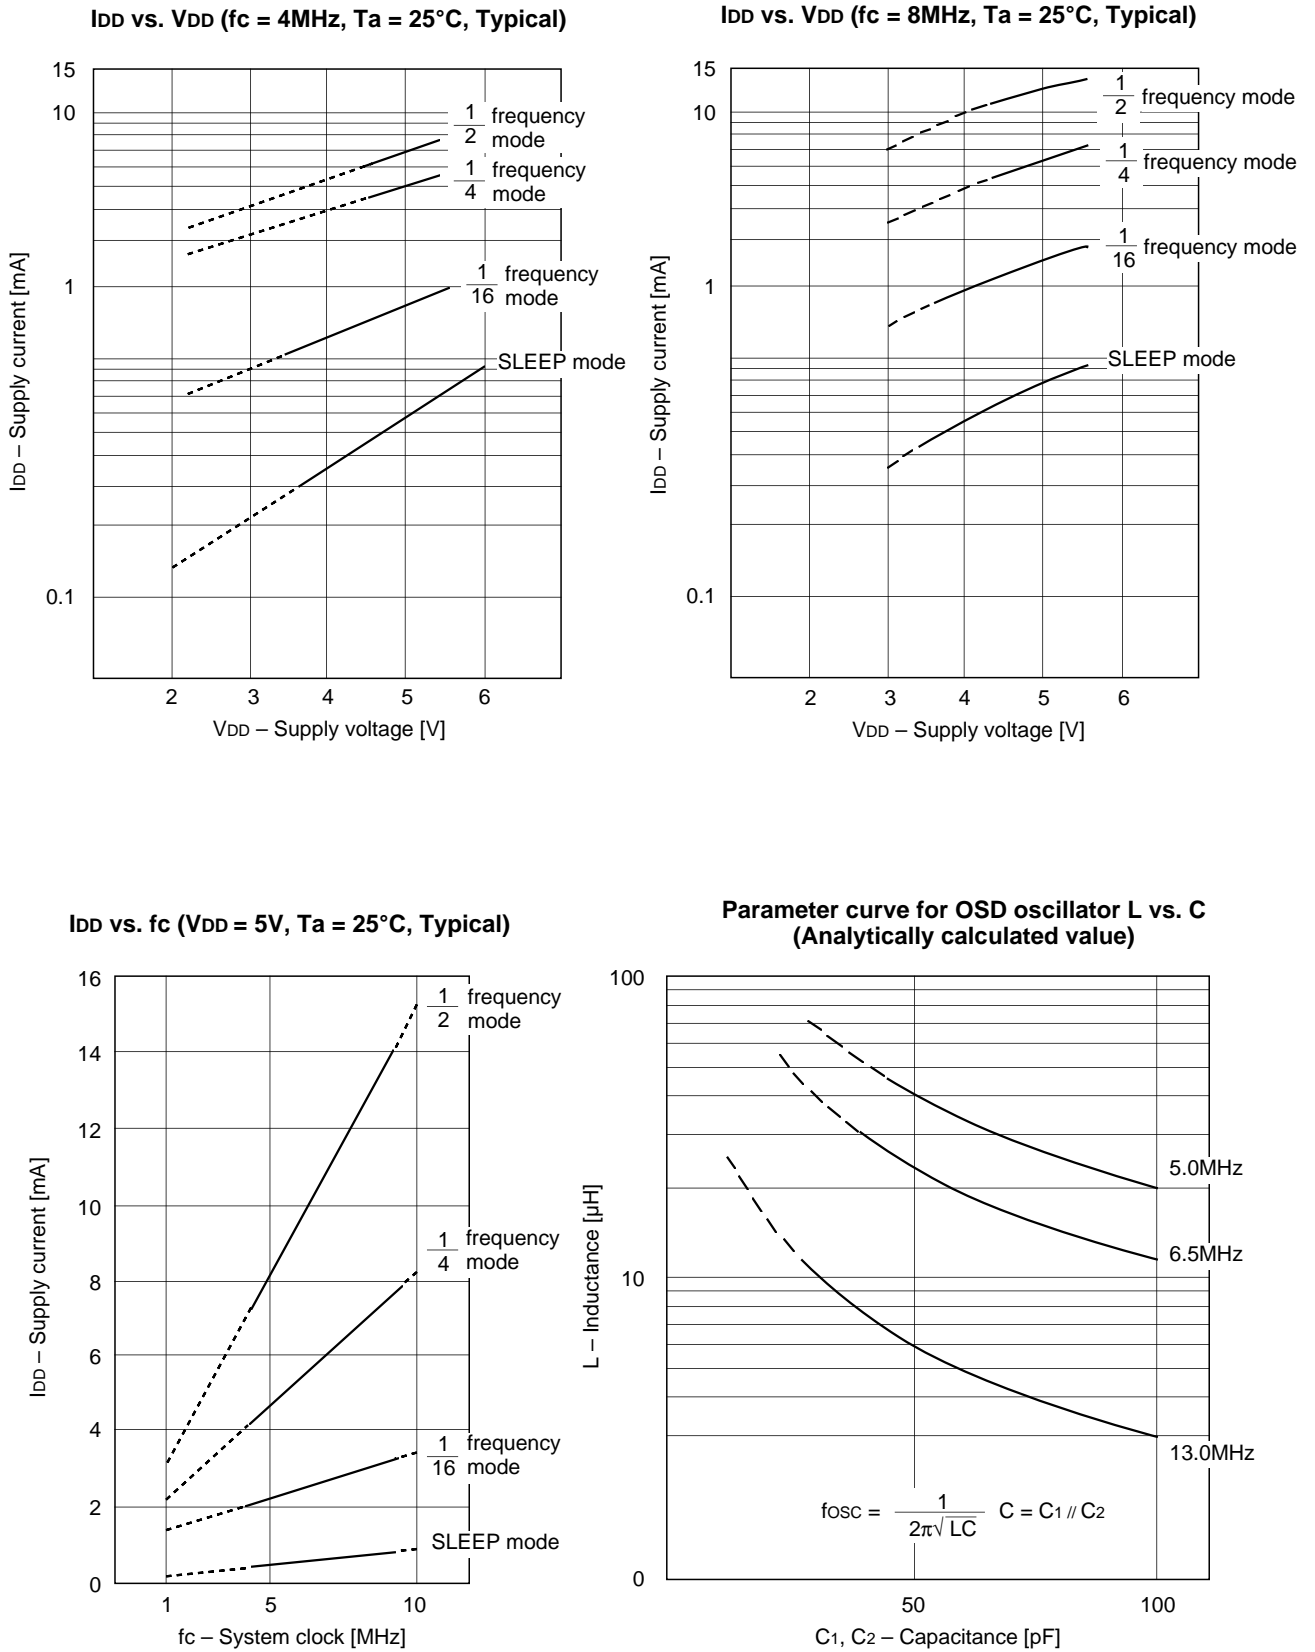 IDD vs. VDD (fc = 4MHz, Ta = 25°C, Typical)
15
10
1
0.1
IDD – Supply current [mA]
1/2 frequency mode
1/4 frequency mode
1/16 frequency mode
SLEEP mode
2 3 4 5 6
VDD – Supply voltage [V]
IDD vs. VDD (fc = 8MHz, Ta = 25°C, Typical)
15
10
1
0.1
IDD – Supply current [mA]
1/2 frequency mode
1/4 frequency mode
1/16 frequency mode
SLEEP mode
2 3 4 5 6
VDD – Supply voltage [V]
IDD vs. fc (VDD = 5V, Ta = 25°C, Typical)
16
14
12
10
8
6
4
2
0
IDD – Supply current [mA]
1/2 frequency mode
1/4 frequency mode
1/16 frequency mode
SLEEP mode
1 5 10
fc – System clock [MHz]
Parameter curve for OSD oscillator L vs. C
(Analytically calculated value)
100
10
0
L – Inductance [µH]
5.0MHz
6.5MHz
13.0MHz
fOSC = 1/2π√LC C = C1 // C2
50 100
C1, C2 – Capacitance [pF]